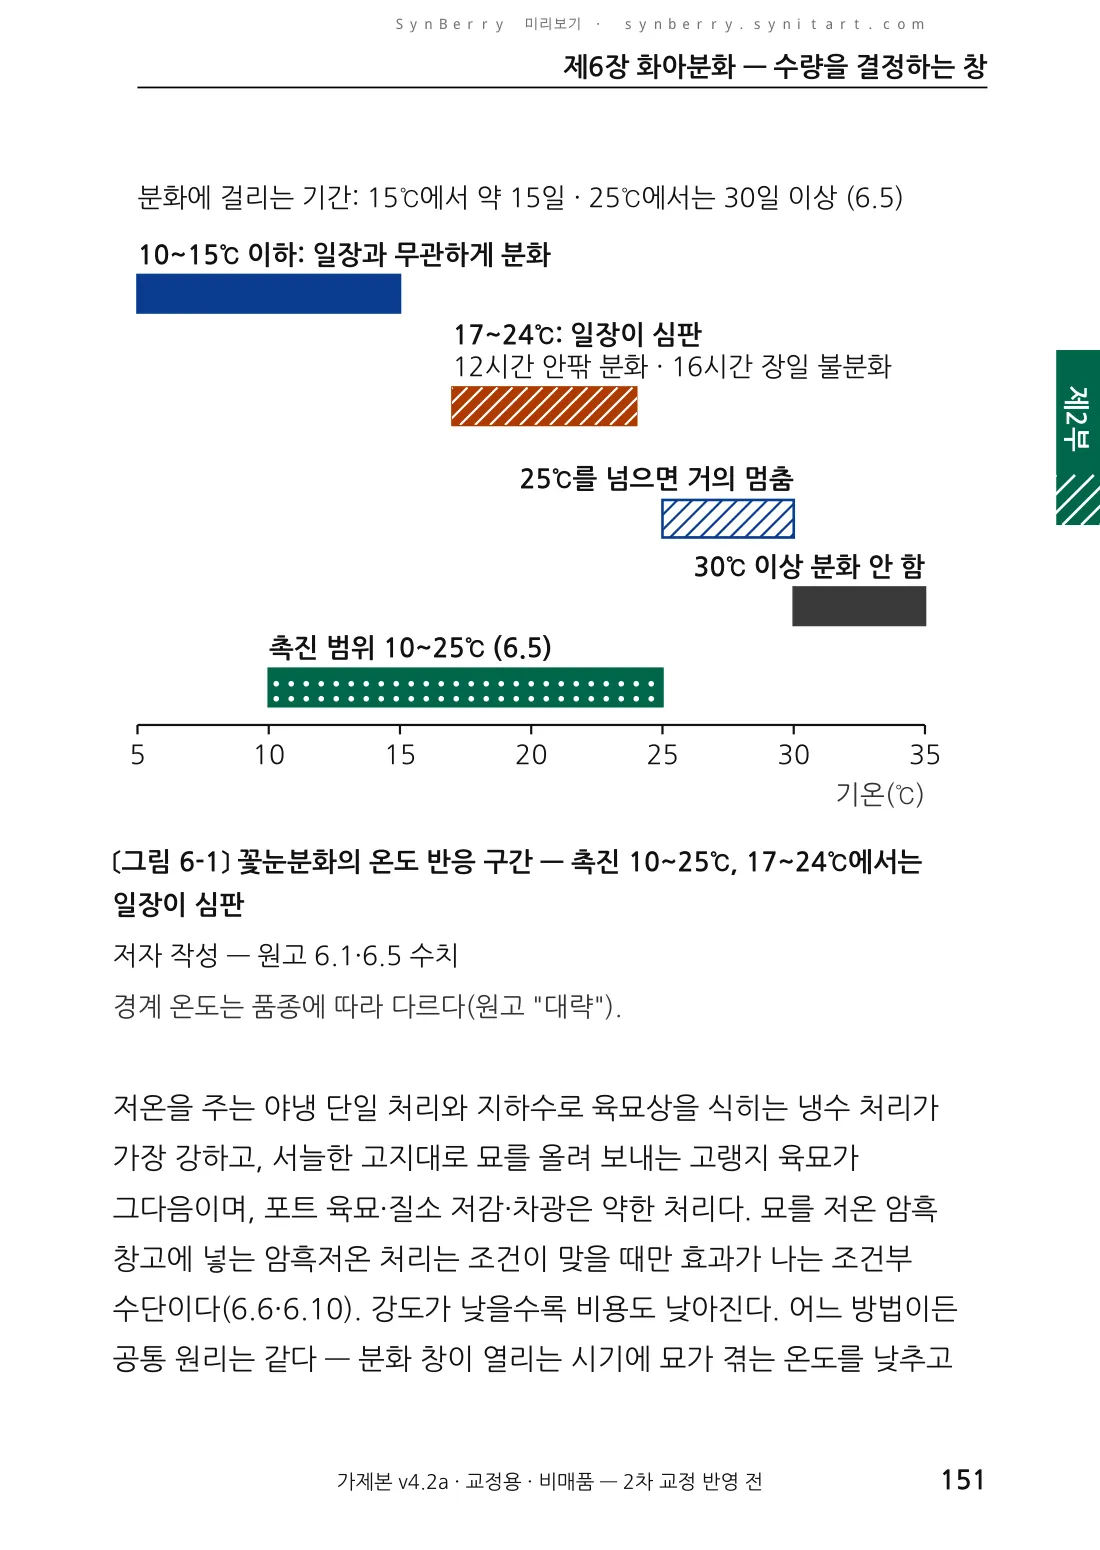 SynBerry 미리보기 · synberry.synitart.com
제6장 화아분화 — 수량을 결정하는 창
분화에 걸리는 기간: 15℃에서 약 15일 · 25℃에서는 30일 이상 (6.5)
10~15℃ 이하: 일장과 무관하게 분화
17~24℃: 일장이 심판
12시간 안팎 분화 · 16시간 장일 불분화
제2부
25℃를 넘으면 거의 멈춤
30℃ 이상 분화 안 함
촉진 범위 10~25℃ (6.5)
5 10 15 20 25 30 35
기온(℃)
〔그림 6-1〕 꽃눈분화의 온도 반응 구간 — 촉진 10~25℃, 17~24℃에서는
일장이 심판
저자 작성 — 원고 6.1·6.5 수치
경계 온도는 품종에 따라 다르다(원고 "대략").
저온을 주는 야냉 단일 처리와 지하수로 육묘상을 식히는 냉수 처리가
가장 강하고, 서늘한 고지대로 묘를 올려 보내는 고랭지 육묘가
그다음이며, 포트 육묘·질소 저감·차광은 약한 처리다. 묘를 저온 암흑
창고에 넣는 암흑저온 처리는 조건이 맞을 때만 효과가 나는 조건부
수단이다(6.6·6.10). 강도가 낮을수록 비용도 낮아진다. 어느 방법이든
공통 원리는 같다 — 분화 창이 열리는 시기에 묘가 겪는 온도를 낮추고
가제본 v4.2a · 교정용 · 비매품 — 2차 교정 반영 전
151